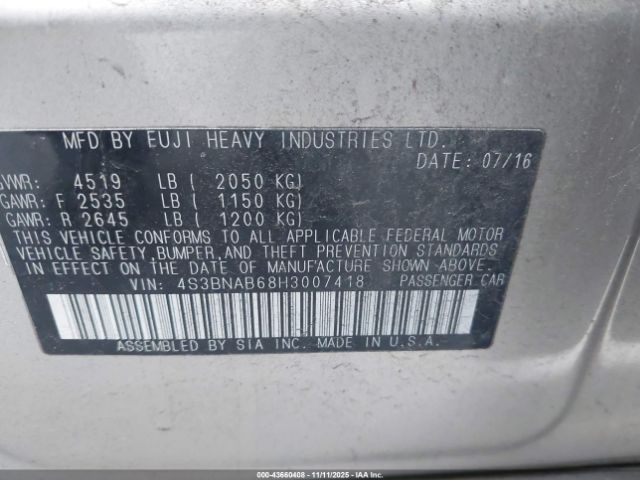 MFD BY FUJI HEAVY INDUSTRIES LTD.
DATE: 07/16
GVWR: 4519 LB ( 2050 KG)
GAWR: F 2535 LB ( 1150 KG)
GAWR: R 2645 LB ( 1200 KG)
THIS VEHICLE CONFORMS TO ALL APPLICABLE FEDERAL MOTOR
VEHICLE SAFETY, BUMPER, AND THEFT PREVENTION STANDARDS
IN EFFECT ON THE DATE OF MANUFACTURE SHOWN ABOVE.
VIN: 4S3BNAB68H3007418 PASSENGER CAR
ASSEMBLED BY SIA INC. MADE IN U.S.A.
000-43660408 - 11/11/2025 - IAAI.com